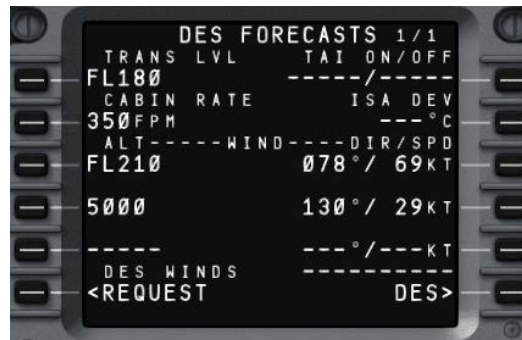 DES FORECASTS 1/1
TRANS LVL TAI ON/OFF
FL180 -----/-----
CABIN RATE ISA DEV
350FPM ---°C
ALT-----WIND----DIR/SPD
FL210 078°/ 69KT
5000 130°/ 29KT
----- ---°/---KT
DES WINDS ----------
<REQUEST DES>